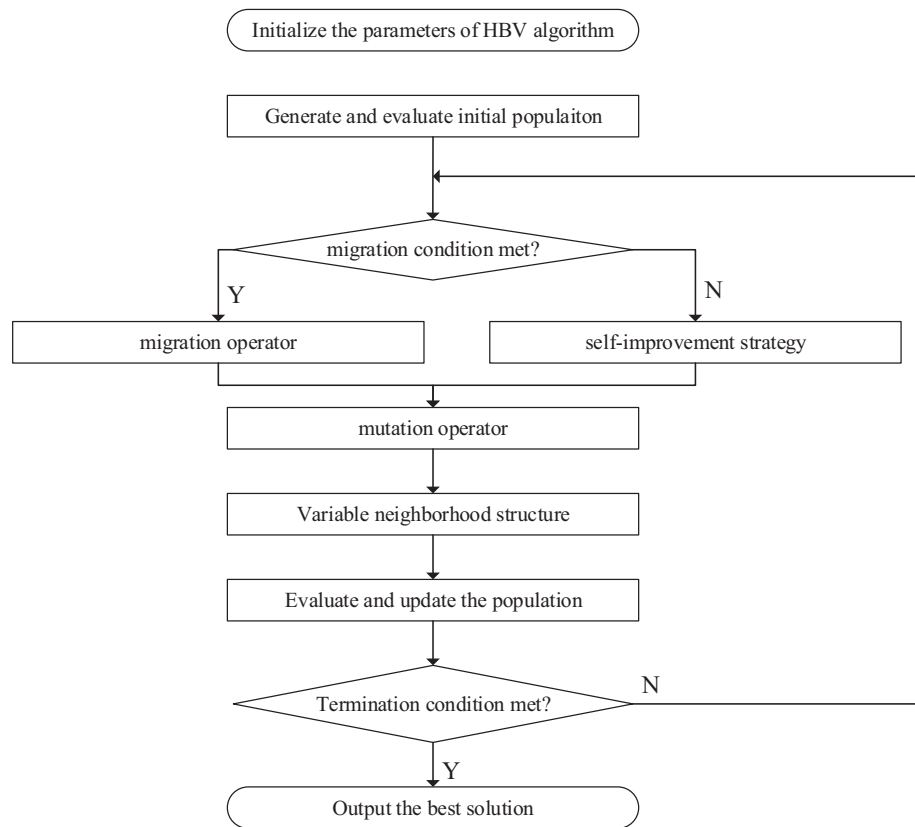 Initialize the parameters of HBV algorithm
Generate and evaluate initial populaiton
migration condition met?
Y
N
migration operator
self-improvement strategy
mutation operator
Variable neighborhood structure
Evaluate and update the population
Termination condition met?
N
Y
Output the best solution